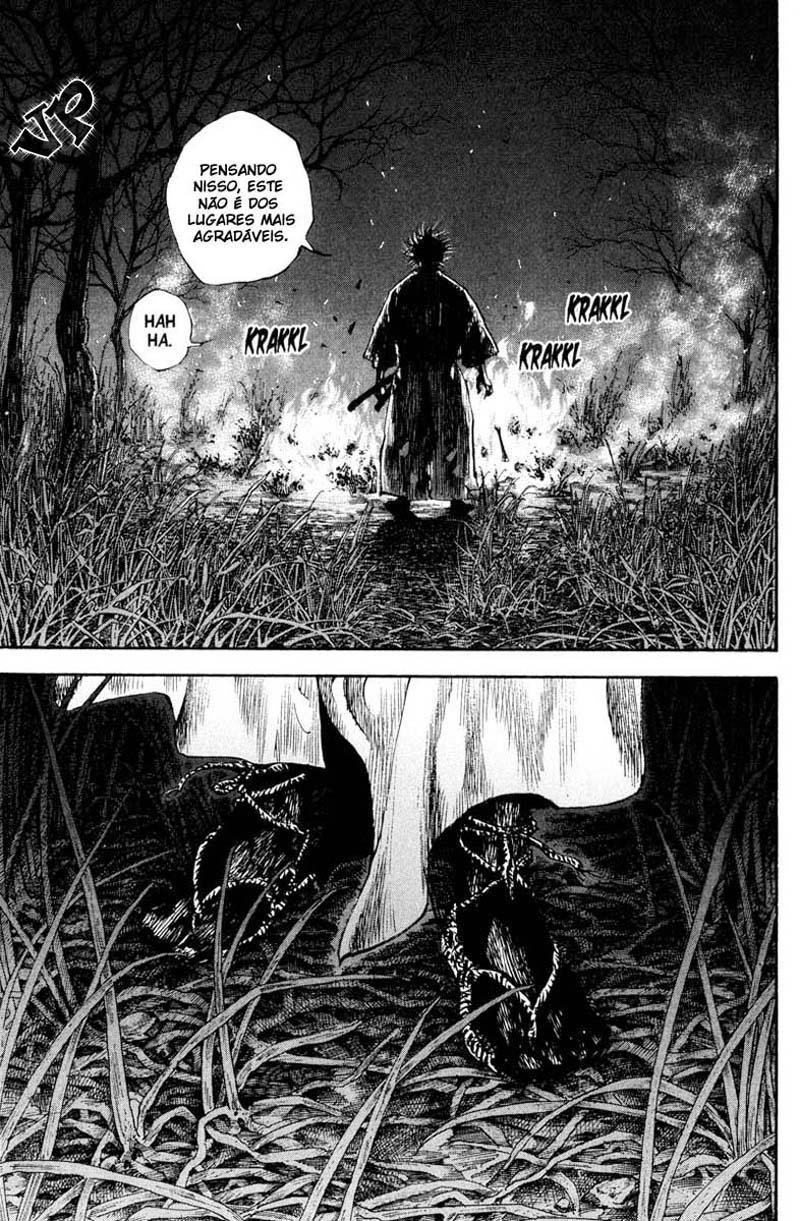 VP
PENSANDO
NISSO, ESTE
NÃO É DOS
LUGARES MAIS
AGRADÁVEIS.
HAH
HA.
KRAKKL
KRAKKL
KRAKKL